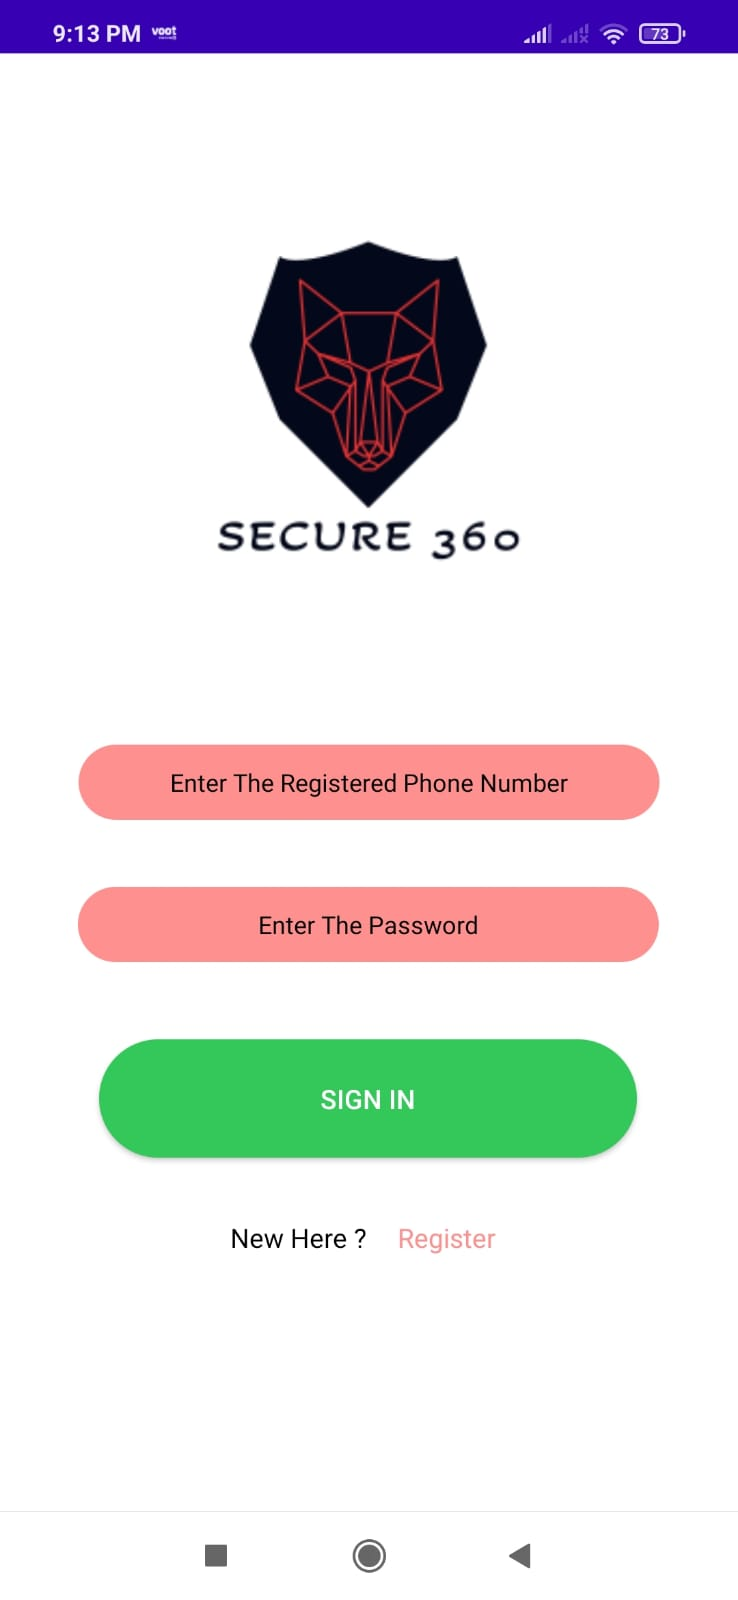 9:13 PM voot
73
SECURE 360
Enter The Registered Phone Number
Enter The Password
SIGN IN
New Here ? Register